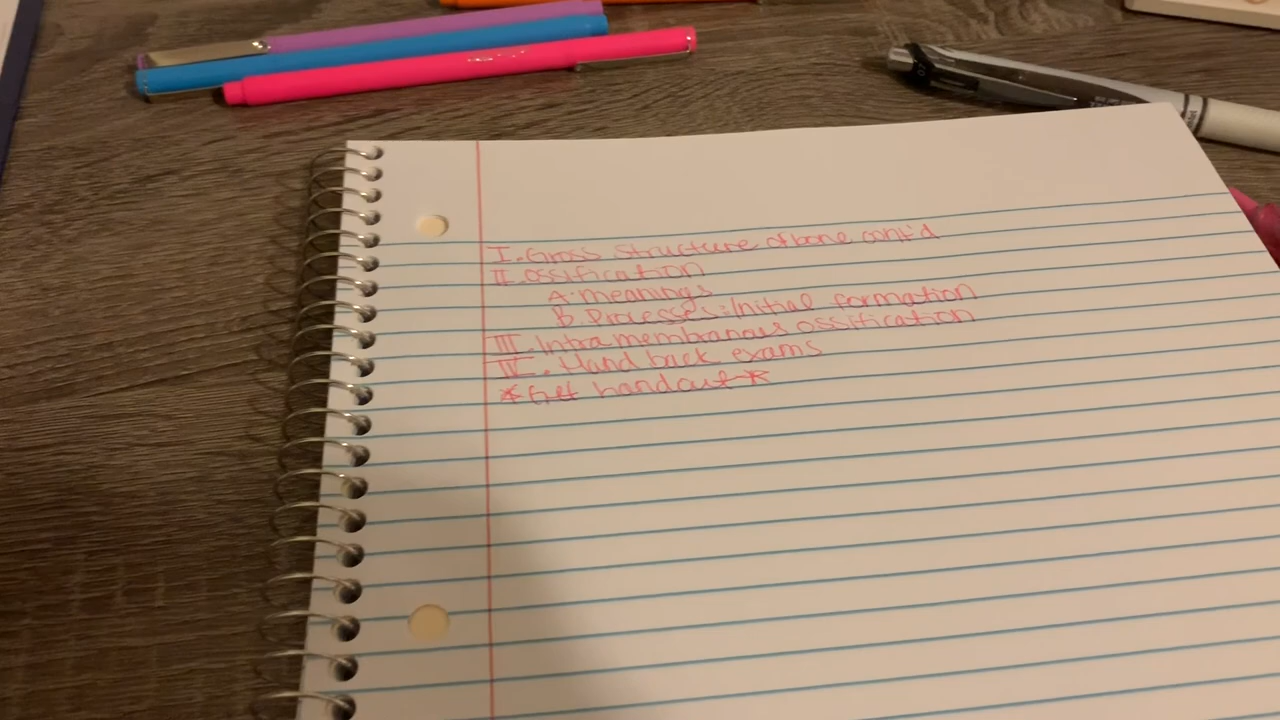 I. Gross structure of bone cont'd
II. Ossification
A. Meanings
B. Processes: Initial formation
III. Intramembranous ossification
IV. Hand back exams
*Get handout*